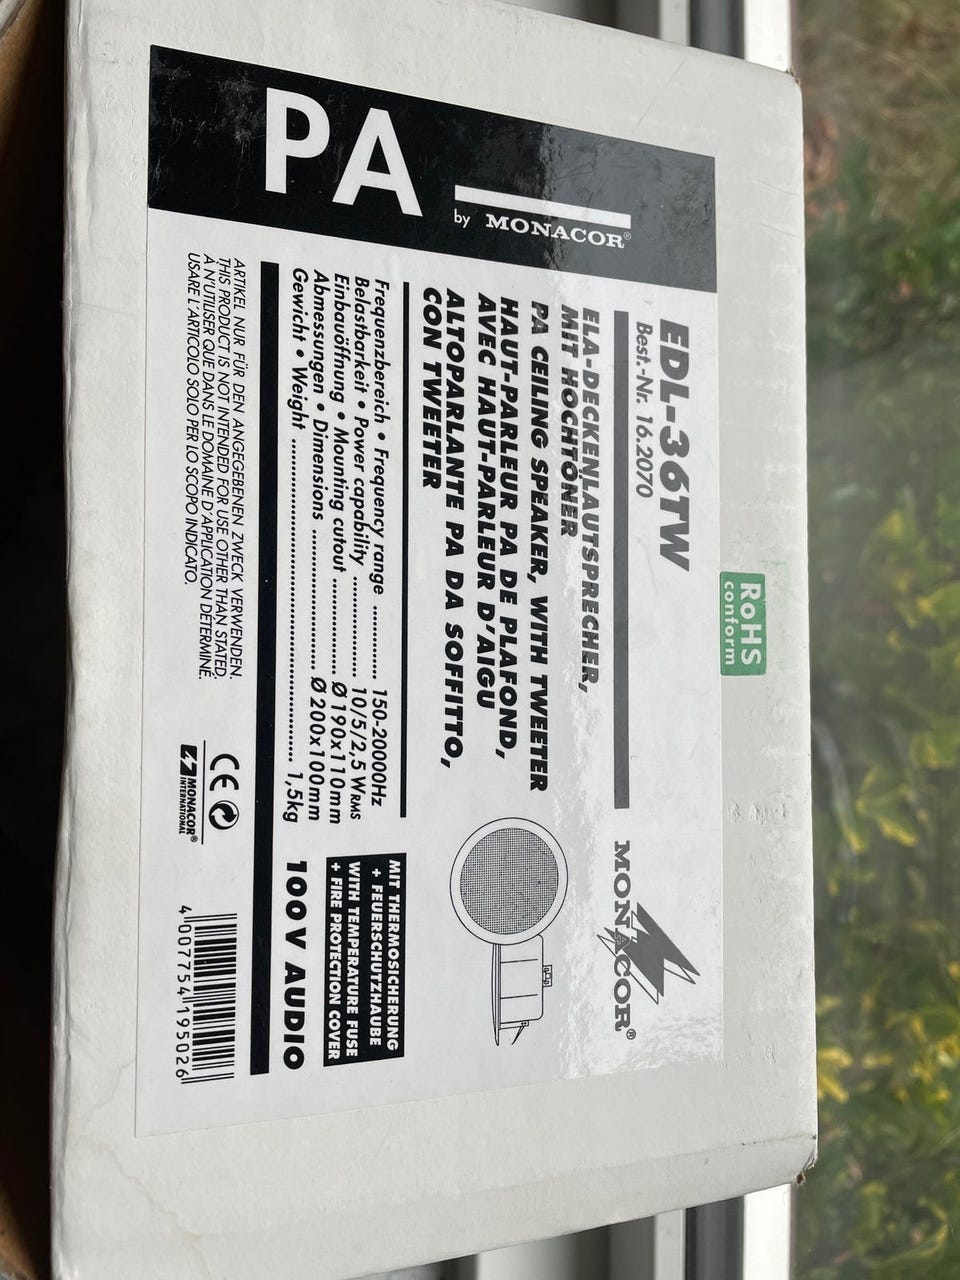 PA
by MONACOR®
EDL-36TW
Best.-Nr. 16.2070
RoHS
conform
MONACOR®
ELA-DECKENLAUTSPRECHER,
MIT HOCHTÖNER
PA CEILING SPEAKER, WITH TWEETER
HAUT-PARLEUR PA DE PLAFOND,
AVEC HAUT-PARLEUR D'AIGU
ALTOPARLANTE PA DA SOFFITTO,
CON TWEETER
Frequenzbereich • Frequency range ............ 150-20000Hz
Belastbarkeit • Power capability ................ 10/5/2,5 WRMS
Einbauöffnung • Mounting cutout ................ Ø 190x110mm
Abmessungen • Dimensions ...................... Ø 200x100mm
Gewicht • Weight ........................................ 1,5kg
MIT THERMOSICHERUNG
+ FEUERSCHUTZHAUBE
WITH TEMPERATURE FUSE
+ FIRE PROTECTION COVER
100V AUDIO
ARTIKEL NUR FÜR DEN ANGEGEBENEN ZWECK VERWENDEN.
THIS PRODUCT IS NOT INTENDED FOR USE OTHER THAN STATED.
À N'UTILISER QUE DANS LE DOMAINE D'APPLICATION DÉTERMINÉ.
USARE L'ARTICOLO SOLO PER LO SCOPO INDICATO.
CE
MONACOR®
INTERNATIONAL
4 007754 195026